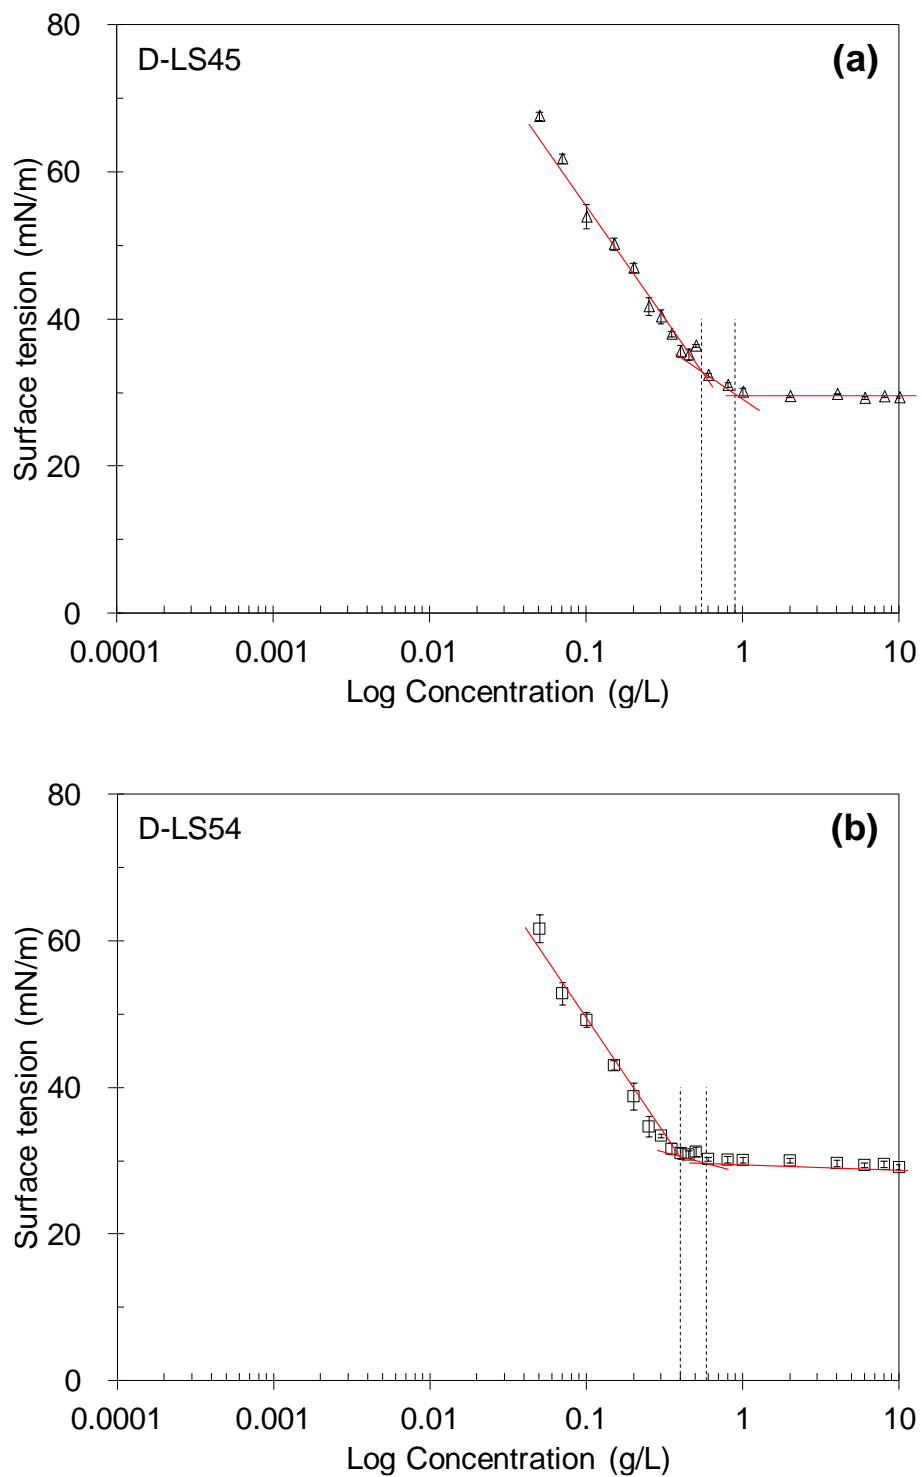 80
D-LS45
(a)
60
40
20
0
Surface tension (mN/m)
0.0001 0.001 0.01 0.1 1 10
Log Concentration (g/L)
80
D-LS54
(b)
60
40
20
0
Surface tension (mN/m)
0.0001 0.001 0.01 0.1 1 10
Log Concentration (g/L)